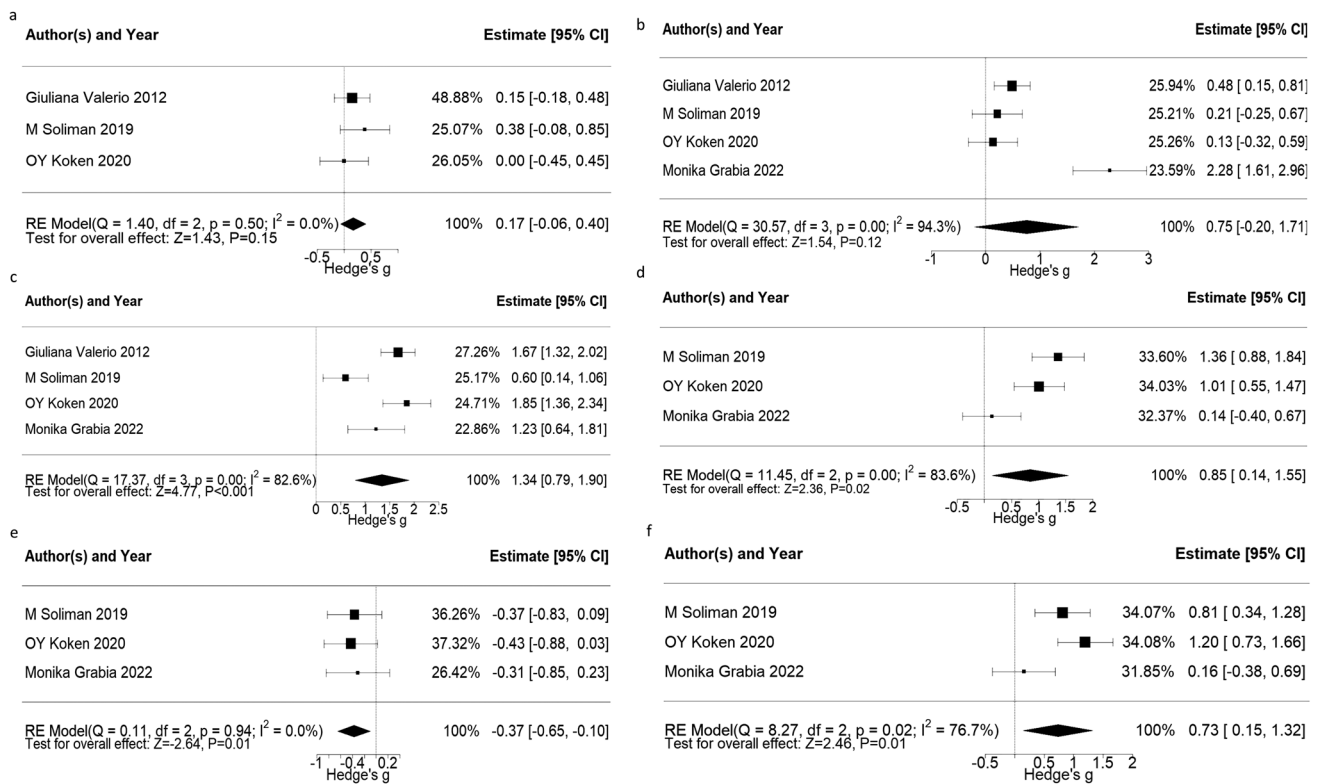 a
Author(s) and Year Estimate [95% CI]
Giuliana Valerio 2012 48.88% 0.15 [-0.18, 0.48]
M Soliman 2019 25.07% 0.38 [-0.08, 0.85]
OY Koken 2020 26.05% 0.00 [-0.45, 0.45]
RE Model(Q = 1.40, df = 2, p = 0.50; I² = 0.0%) 100% 0.17 [-0.06, 0.40]
Test for overall effect: Z=1.43, P=0.15
-0.5 0.5
Hedge's g
b
Author(s) and Year Estimate [95% CI]
Giuliana Valerio 2012 25.94% 0.48 [ 0.15, 0.81]
M Soliman 2019 25.21% 0.21 [-0.25, 0.67]
OY Koken 2020 25.26% 0.13 [-0.32, 0.59]
Monika Grabia 2022 23.59% 2.28 [ 1.61, 2.96]
RE Model(Q = 30.57, df = 3, p = 0.00; I² = 94.3%) 100% 0.75 [-0.20, 1.71]
Test for overall effect: Z=1.54, P=0.12
-1 0 1 2 3
Hedge's g
c
Author(s) and Year Estimate [95% CI]
Giuliana Valerio 2012 27.26% 1.67 [1.32, 2.02]
M Soliman 2019 25.17% 0.60 [0.14, 1.06]
OY Koken 2020 24.71% 1.85 [1.36, 2.34]
Monika Grabia 2022 22.86% 1.23 [0.64, 1.81]
RE Model(Q = 17.37, df = 3, p = 0.00; I² = 82.6%) 100% 1.34 [0.79, 1.90]
Test for overall effect: Z=4.77, P<0.001
0 0.5 1 1.5 2 2.5
Hedge's g
d
Author(s) and Year Estimate [95% CI]
M Soliman 2019 33.60% 1.36 [ 0.88, 1.84]
OY Koken 2020 34.03% 1.01 [ 0.55, 1.47]
Monika Grabia 2022 32.37% 0.14 [-0.40, 0.67]
RE Model(Q = 11.45, df = 2, p = 0.00; I² = 83.6%) 100% 0.85 [ 0.14, 1.55]
Test for overall effect: Z=2.36, P=0.02
-0.5 0 0.5 1 1.5 2
Hedge's g
e
Author(s) and Year Estimate [95% CI]
M Soliman 2019 36.26% -0.37 [-0.83, 0.09]
OY Koken 2020 37.32% -0.43 [-0.88, 0.03]
Monika Grabia 2022 26.42% -0.31 [-0.85, 0.23]
RE Model(Q = 0.11, df = 2, p = 0.94; I² = 0.0%) 100% -0.37 [-0.65, -0.10]
Test for overall effect: Z=-2.64, P=0.01
-1 -0.4 0.2
Hedge's g
f
Author(s) and Year Estimate [95% CI]
M Soliman 2019 34.07% 0.81 [ 0.34, 1.28]
OY Koken 2020 34.08% 1.20 [ 0.73, 1.66]
Monika Grabia 2022 31.85% 0.16 [-0.38, 0.69]
RE Model(Q = 8.27, df = 2, p = 0.02; I² = 76.7%) 100% 0.73 [ 0.15, 1.32]
Test for overall effect: Z=2.46, P=0.01
-0.5 0.5 1 1.5 2
Hedge's g